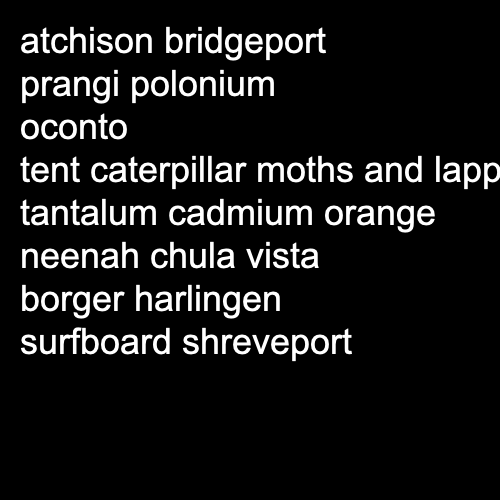 atchison bridgeport
prangi polonium
oconto
tent caterpillar moths and lapp
tantalum cadmium orange
neenah chula vista
borger harlingen
surfboard shreveport